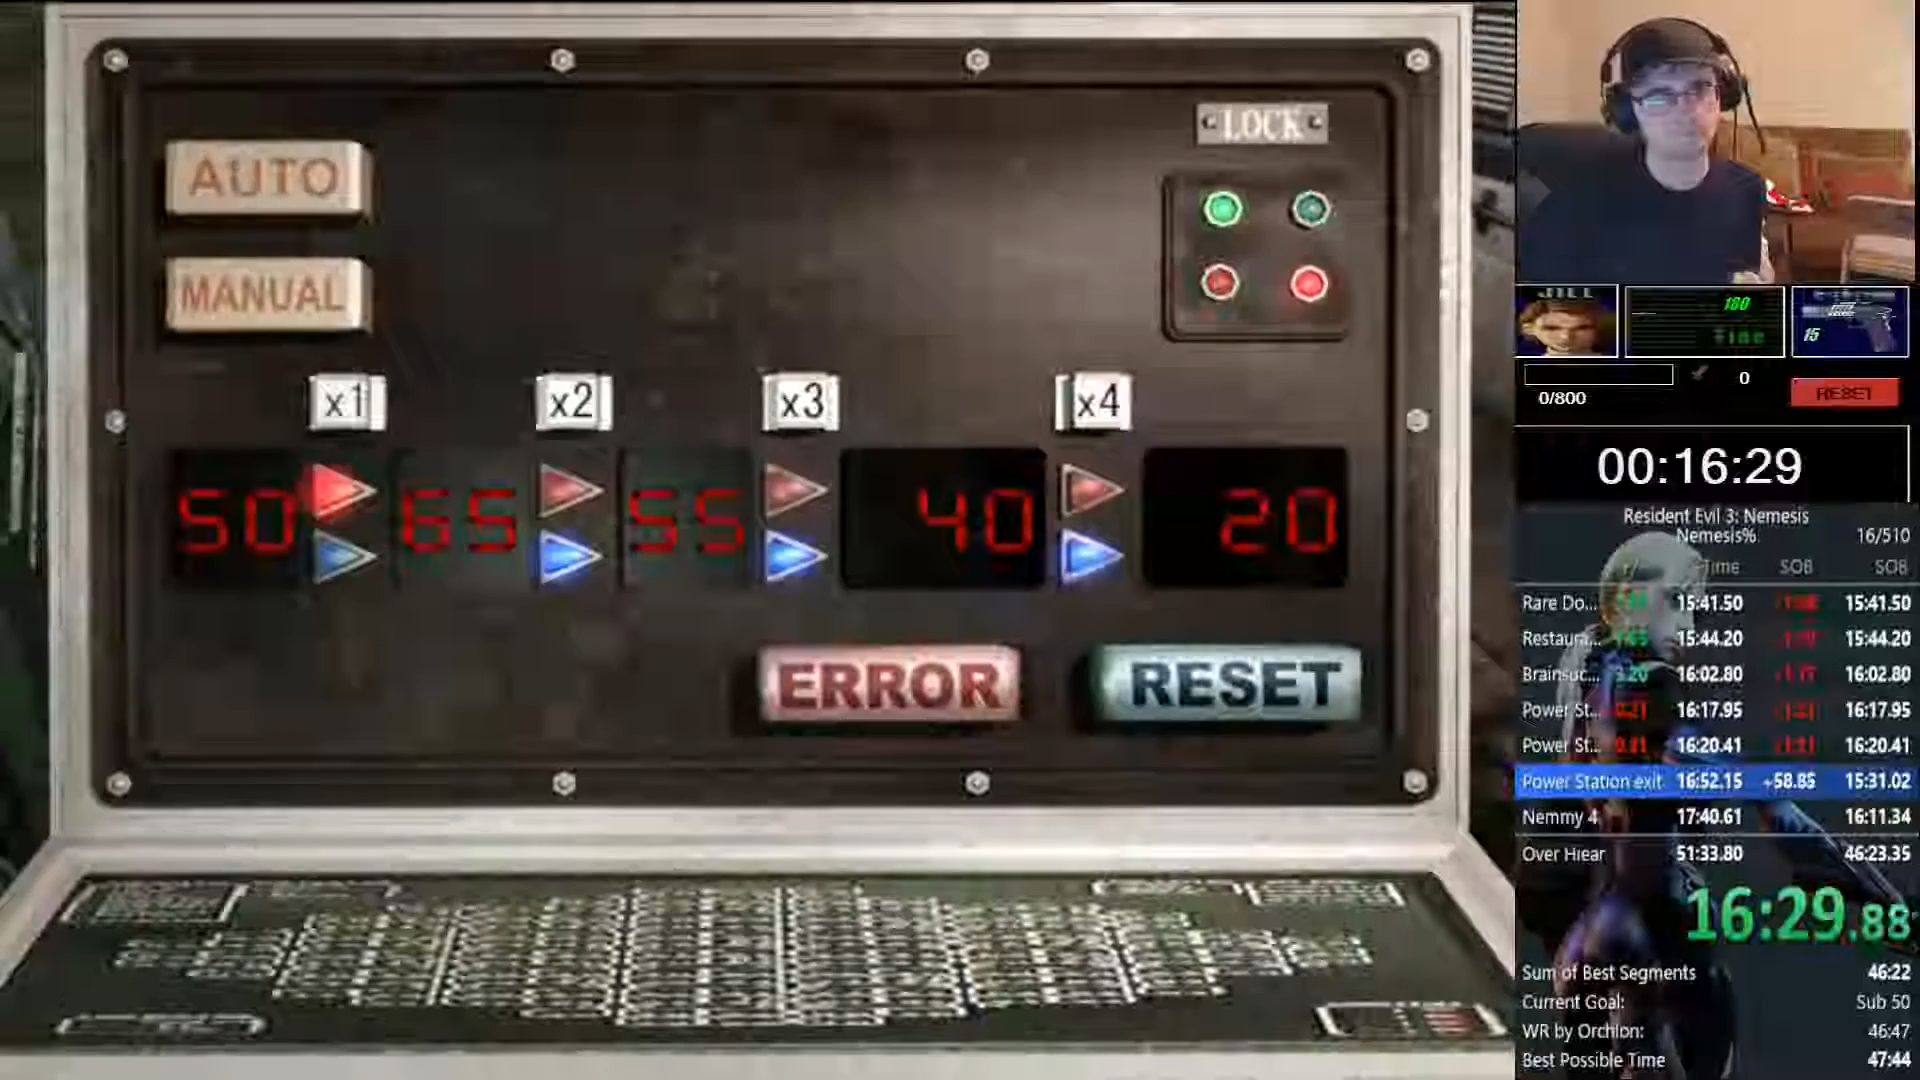 AUTO
MANUAL
LOCK
x1
x2
x3
x4
50
65
55
40
20
ERROR
RESET
JILL
180
Time
15
0
0/800
RESET
00:16:29
Resident Evil 3: Nemesis
Nemesis%
16/510
Time SOB SOB
Rare Do... 15:41.50 15:41.50
Restaura... 15:44.20 15:44.20
Brainsuc... 16:02.80 16:02.80
Power St... 16:17.95 16:17.95
Power St... 16:20.41 16:20.41
Power Station exit 16:52.15 +58.85 15:31.02
Nemmy 4 17:40.61 16:11.34
Over Hiear 51:33.80 46:23.35
16:29.88
Sum of Best Segments 46:22
Current Goal: Sub 50
WR by Orchlon: 46:47
Best Possible Time 47:44